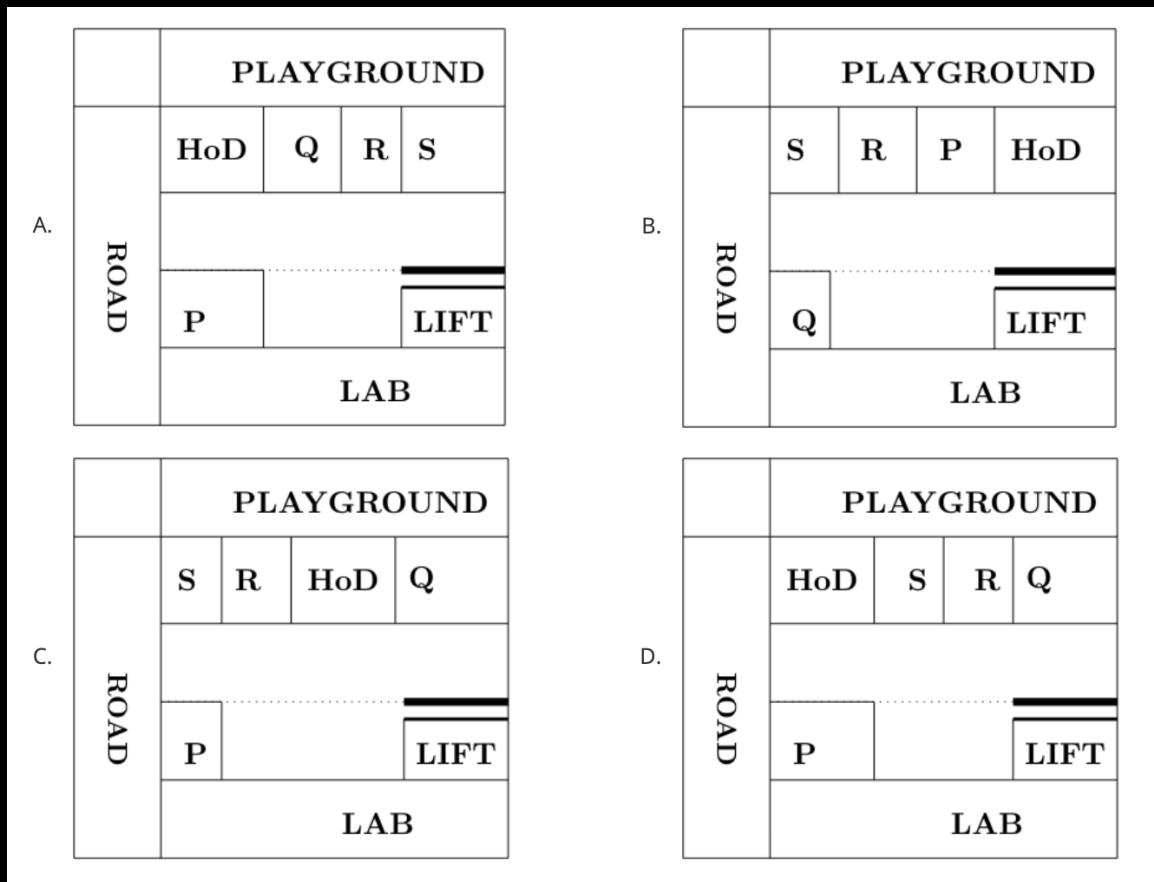 A.
PLAYGROUND
HoD Q R S
ROAD
P LIFT
LAB
B.
PLAYGROUND
S R P HoD
ROAD
Q LIFT
LAB
C.
PLAYGROUND
S R HoD Q
ROAD
P LIFT
LAB
D.
PLAYGROUND
HoD S R Q
ROAD
P LIFT
LAB